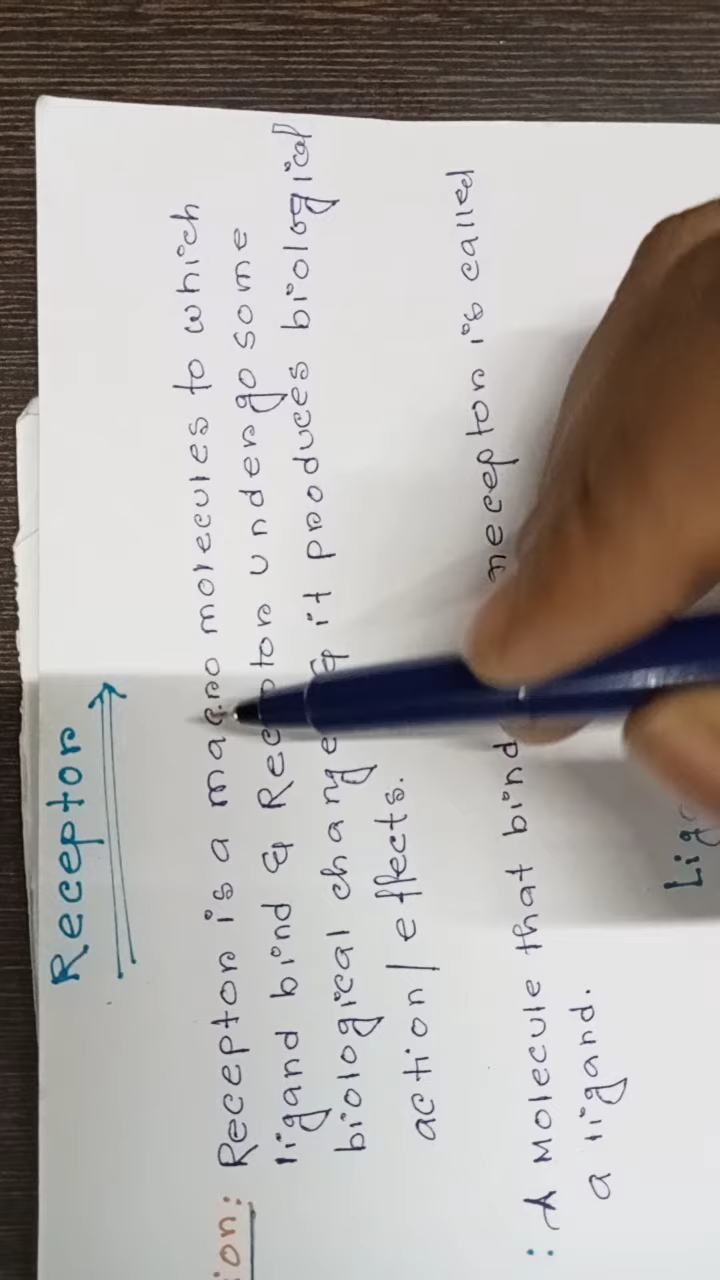 Receptor
ion: Receptor is a macro molecules to which
ligand bind & Receptor undergo some
biological change & it produces biological
action/effects.
: A Molecule that bind receptor is called
a ligand.